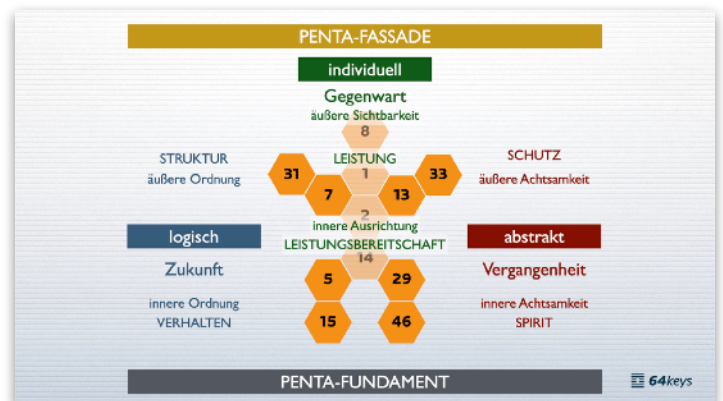 PENTA-FASSADE
individuell
Gegenwart
äußere Sichtbarkeit
8
STRUKTUR
äußere Ordnung
LEISTUNG
SCHUTZ
äußere Achtsamkeit
31
1
33
7
13
2
innere Ausrichtung
LEISTUNGSBEREITSCHAFT
logisch
abstrakt
14
Zukunft
5
29
Vergangenheit
innere Ordnung
VERHALTEN
15
46
innere Achtsamkeit
SPIRIT
PENTA-FUNDAMENT
64keys